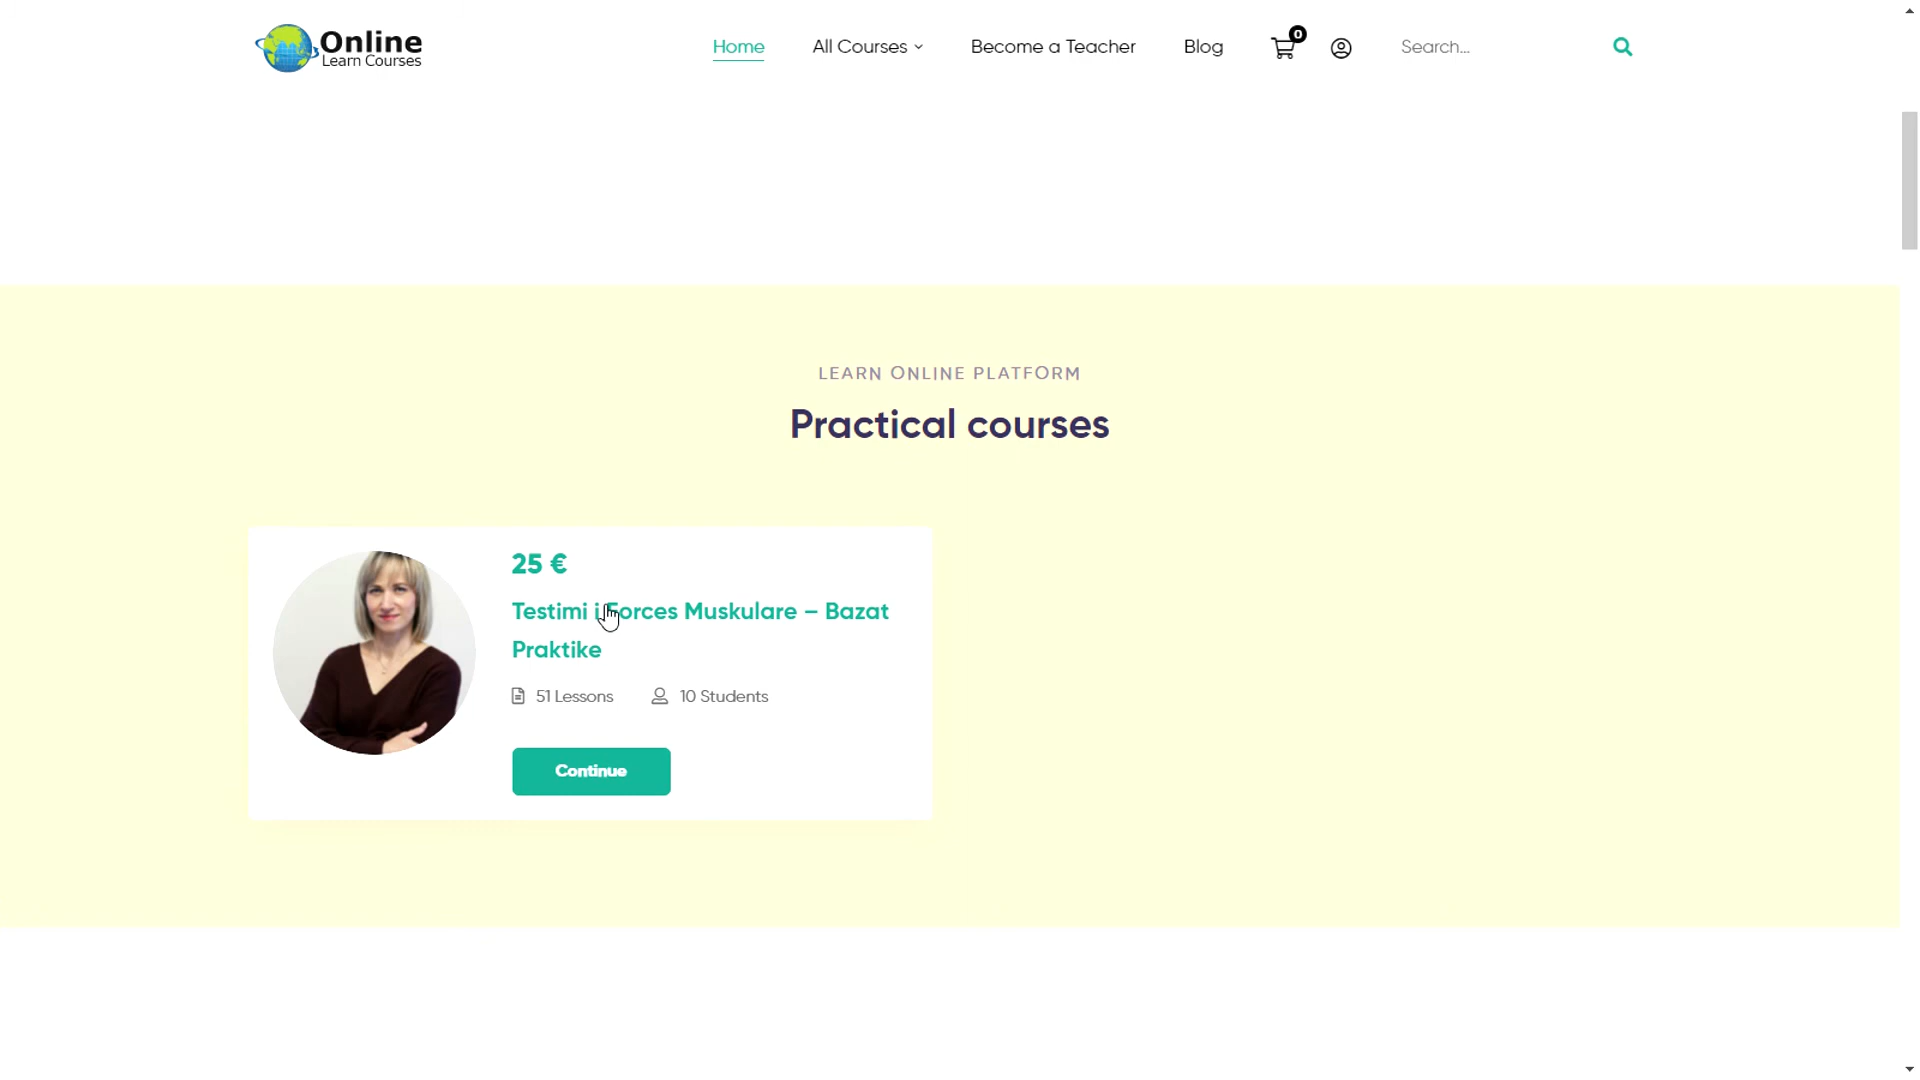 Online
Learn Courses
Home
All Courses
Become a Teacher
Blog
0
Search...
LEARN ONLINE PLATFORM
Practical courses
25 €
Testimi i Forces Muskulare – Bazat
Praktike
51 Lessons
10 Students
Continue